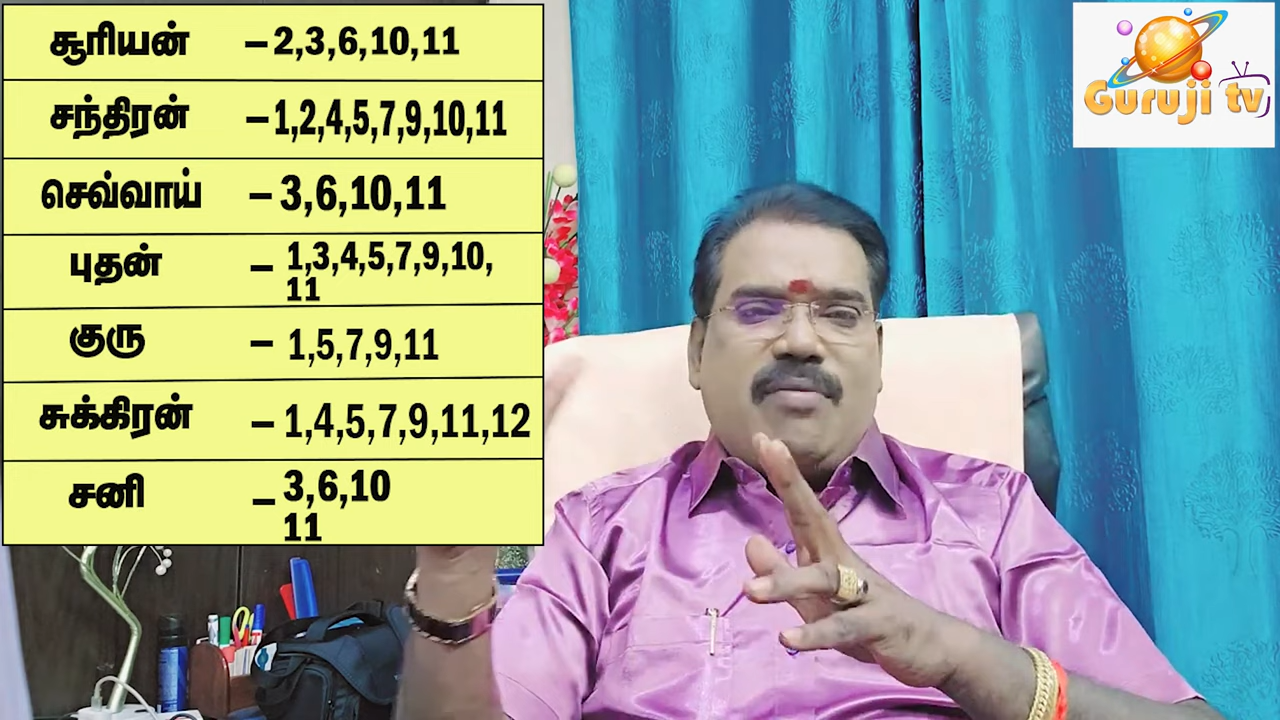 சூரியன் –2,3,6,10,11
சந்திரன் –1,2,4,5,7,9,10,11
செவ்வாய் – 3,6,10,11
புதன் – 1,3,4,5,7,9,10,
11
குரு – 1,5,7,9,11
சுக்கிரன் – 1,4,5,7,9,11,12
சனி – 3,6,10
11
Guruji tv